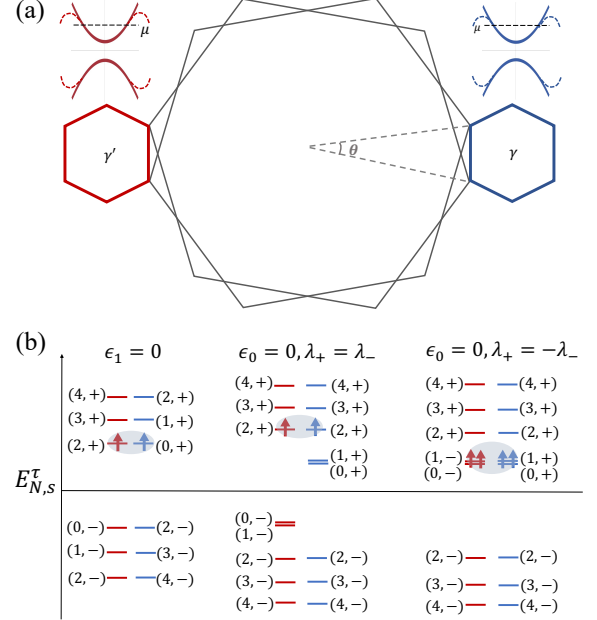 (a)
μ
μ
γ′
θ
γ
(b)
ϵ₁ = 0
ϵ₀ = 0, λ₊ = λ₋
ϵ₀ = 0, λ₊ = −λ₋
(4,+) (2,+) (4,+) (4,+) (4,+) (4,+)
(3,+) (1,+) (3,+) (3,+) (3,+) (3,+)
(2,+) (0,+) (2,+) (2,+) (2,+) (2,+)
(1,+) (1,−) (1,+)
(0,+) (0,−) (0,+)
E^τ_{N,s}
(0,−) (2,−) (0,−)
(1,−)
(1,−) (3,−) (2,−) (2,−) (2,−) (2,−)
(2,−) (4,−) (3,−) (3,−) (3,−) (3,−)
(4,−) (4,−) (4,−) (4,−)